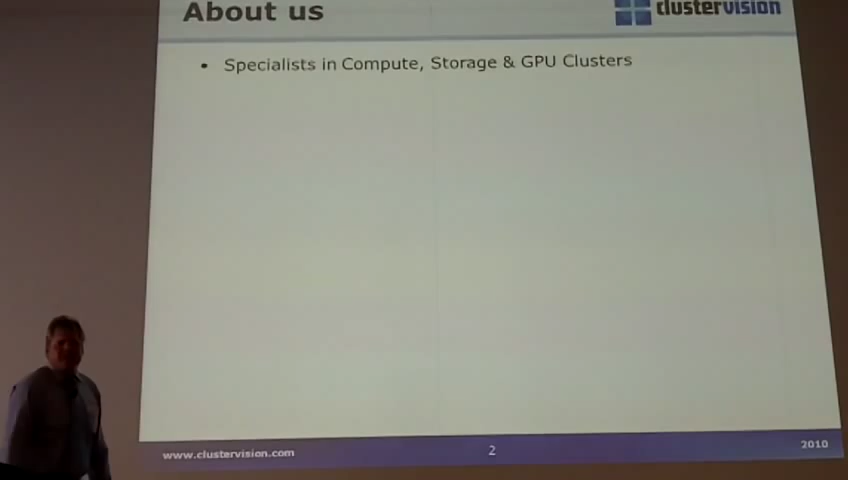 About us
clustervision
• Specialists in Compute, Storage & GPU Clusters
www.clustervision.com
2
2010